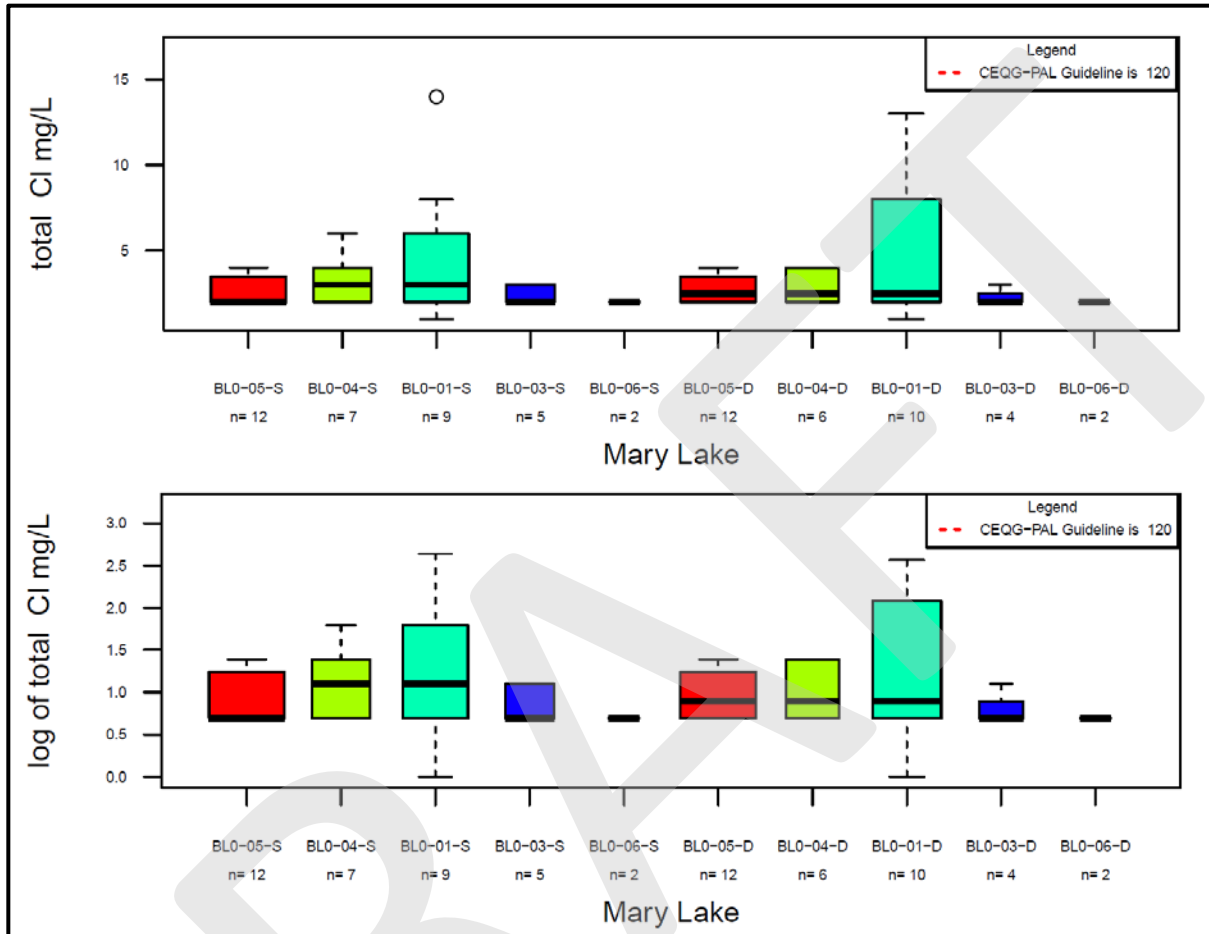 Legend
CEQG-PAL Guideline is 120
total Cl mg/L
15
10
5
BL0-05-S BL0-04-S BL0-01-S BL0-03-S BL0-06-S BL0-05-D BL0-04-D BL0-01-D BL0-03-D BL0-06-D
n= 12 n= 7 n= 9 n= 5 n= 2 n= 12 n= 6 n= 10 n= 4 n= 2
Mary Lake
Legend
CEQG-PAL Guideline is 120
log of total Cl mg/L
3.0
2.5
2.0
1.5
1.0
0.5
0.0
BL0-05-S BL0-04-S BL0-01-S BL0-03-S BL0-06-S BL0-05-D BL0-04-D BL0-01-D BL0-03-D BL0-06-D
n= 12 n= 7 n= 9 n= 5 n= 2 n= 12 n= 6 n= 10 n= 4 n= 2
Mary Lake
RAFT